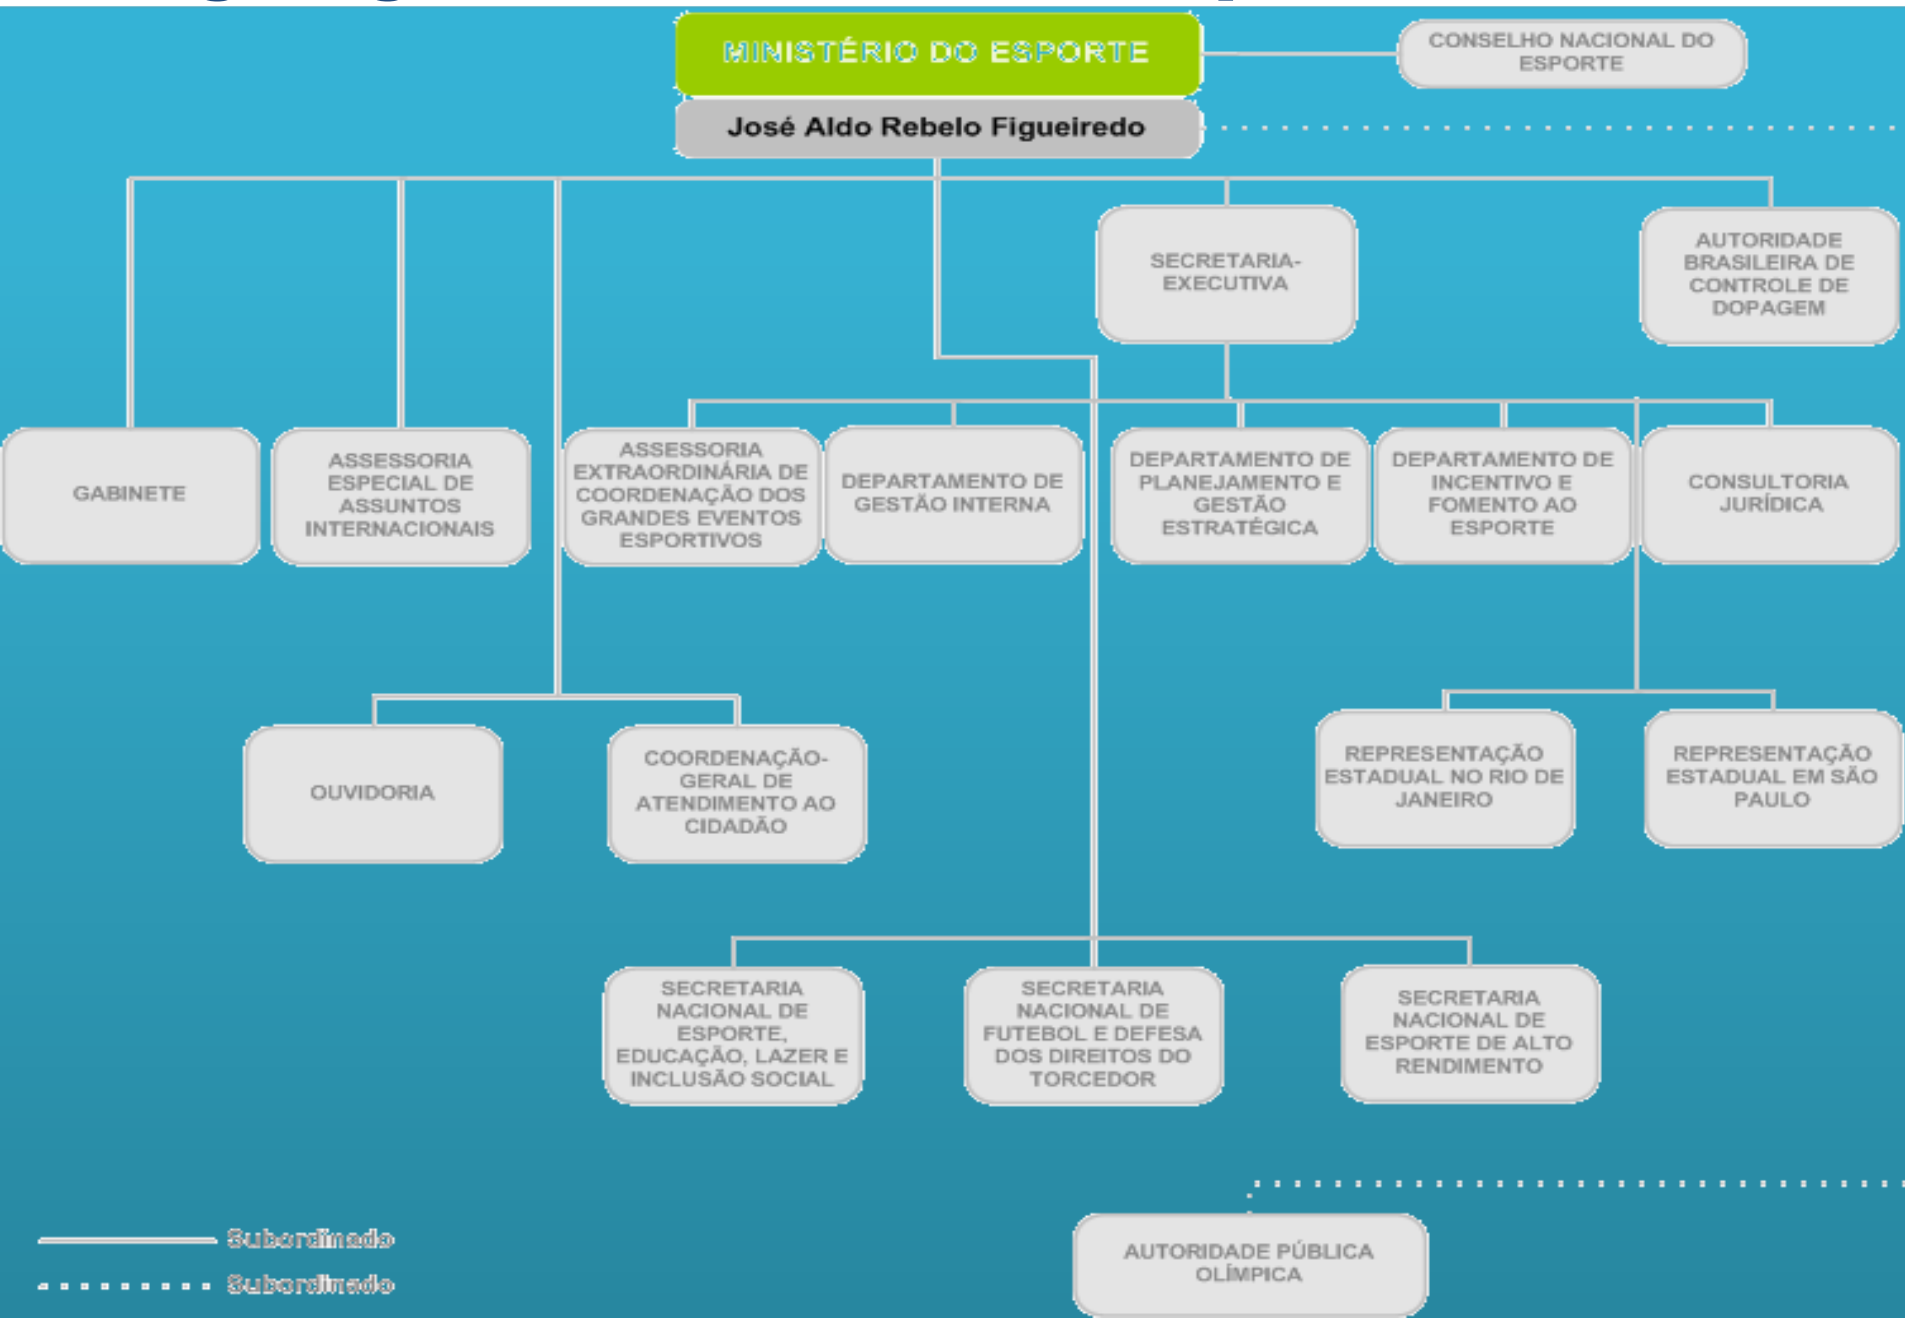 MINISTÉRIO DO ESPORTE
CONSELHO NACIONAL DO
ESPORTE
José Aldo Rebelo Figueiredo
SECRETARIA-
EXECUTIVA
AUTORIDADE
BRASILEIRA DE
CONTROLE DE
DOPAGEM
GABINETE
ASSESSORIA
ESPECIAL DE
ASSUNTOS
INTERNACIONAIS
ASSESSORIA
EXTRAORDINÁRIA DE
COORDENAÇÃO DOS
GRANDES EVENTOS
ESPORTIVOS
DEPARTAMENTO DE
GESTÃO INTERNA
DEPARTAMENTO DE
PLANEJAMENTO E
GESTÃO
ESTRATÉGICA
DEPARTAMENTO DE
INCENTIVO E
FOMENTO AO
ESPORTE
CONSULTORIA
JURÍDICA
OUVIDORIA
COORDENAÇÃO-
GERAL DE
ATENDIMENTO AO
CIDADÃO
REPRESENTAÇÃO
ESTADUAL NO RIO DE
JANEIRO
REPRESENTAÇÃO
ESTADUAL EM SÃO
PAULO
SECRETARIA
NACIONAL DE
ESPORTE,
EDUCAÇÃO, LAZER E
INCLUSÃO SOCIAL
SECRETARIA
NACIONAL DE
FUTEBOL E DEFESA
DOS DIREITOS DO
TORCEDOR
SECRETARIA
NACIONAL DE
ESPORTE DE ALTO
RENDIMENTO
Subordinado
Subordinado
AUTORIDADE PÚBLICA
OLÍMPICA